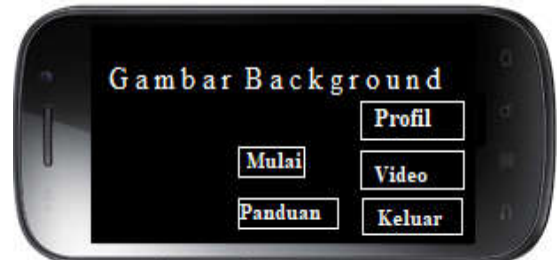 Gambar Background
Profil
Mulai
Video
Panduan
Keluar